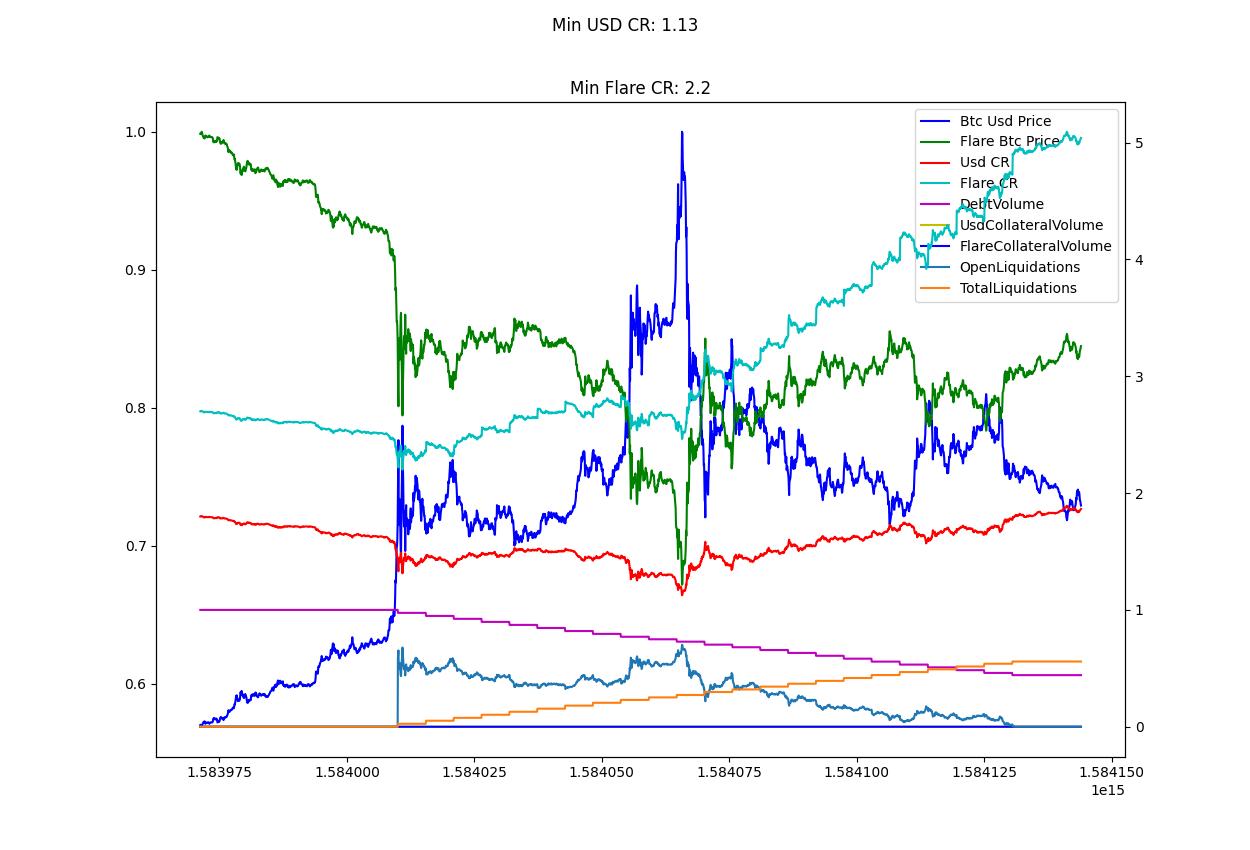 Min USD CR: 1.13
Min Flare CR: 2.2
Btc Usd Price
Flare Btc Price
Usd CR
Flare CR
DebtVolume
UsdCollateralVolume
FlareCollateralVolume
OpenLiquidations
TotalLiquidations
1.0
0.9
0.8
0.7
0.6
5
4
3
2
1
0
1.583975
1.584000
1.584025
1.584050
1.584075
1.584100
1.584125
1.584150
1e15